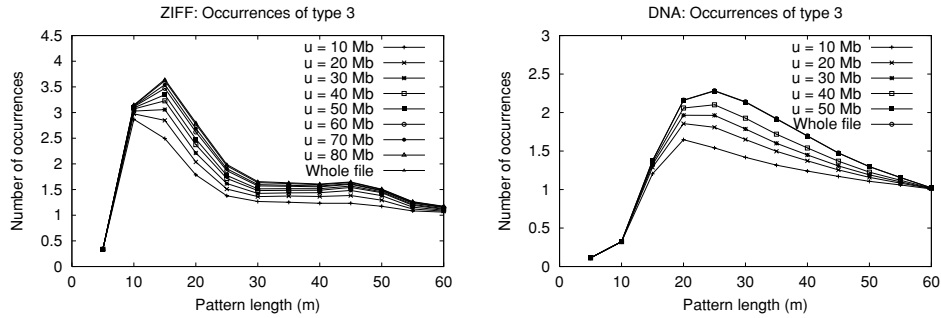 ZIFF: Occurrences of type 3
4.5
4
3.5
3
2.5
2
1.5
1
0.5
0
0 10 20 30 40 50 60
Number of occurrences
Pattern length (m)
u = 10 Mb
u = 20 Mb
u = 30 Mb
u = 40 Mb
u = 50 Mb
u = 60 Mb
u = 70 Mb
u = 80 Mb
Whole file
DNA: Occurrences of type 3
3
2.5
2
1.5
1
0.5
0
0 10 20 30 40 50 60
Number of occurrences
Pattern length (m)
u = 10 Mb
u = 20 Mb
u = 30 Mb
u = 40 Mb
u = 50 Mb
Whole file